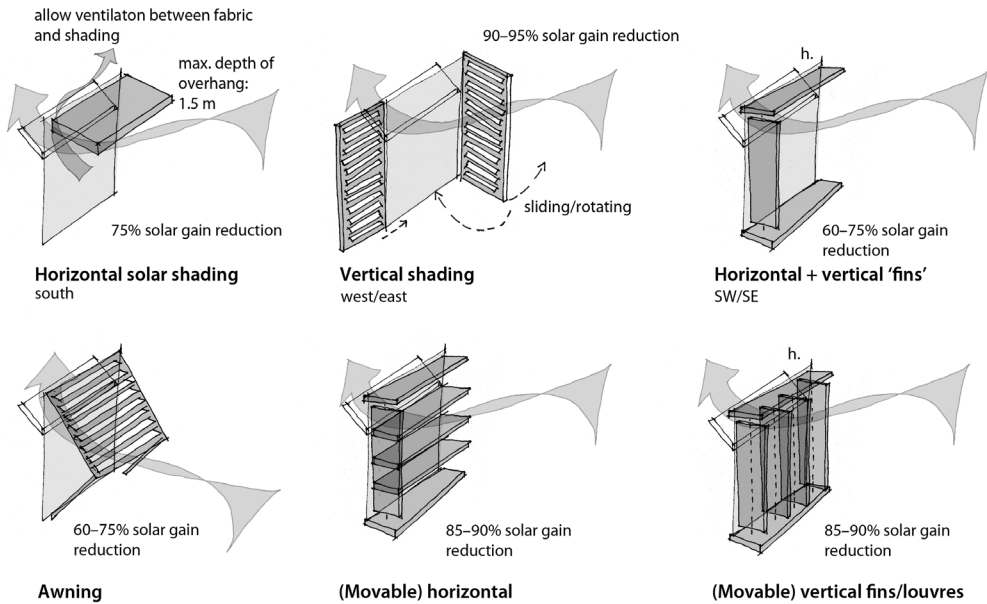 allow ventilaton between fabric
and shading
max. depth of
overhang:
1.5 m
75% solar gain reduction
Horizontal solar shading
south
90–95% solar gain reduction
sliding/rotating
Vertical shading
west/east
h.
60–75% solar gain
reduction
Horizontal + vertical ‘fins’
SW/SE
60–75% solar gain
reduction
Awning
85–90% solar gain
reduction
(Movable) horizontal
h.
85–90% solar gain
reduction
(Movable) vertical fins/louvres